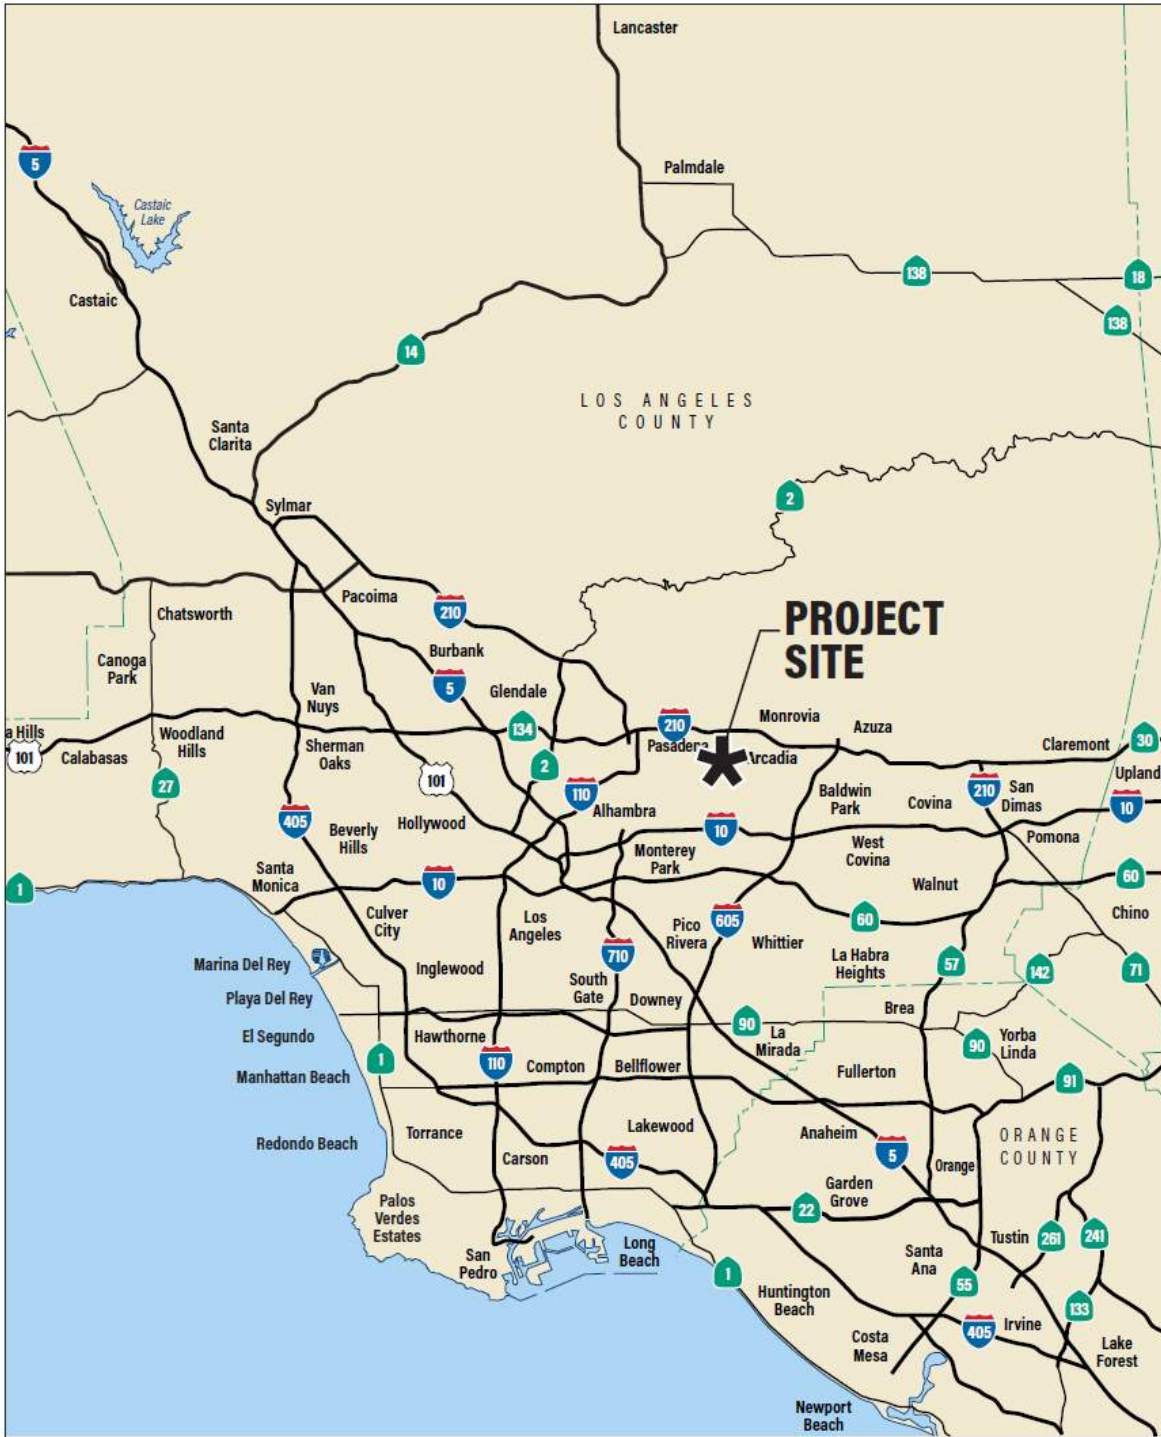 Lancaster
5
Palmdale
Castaic
Lake
138
18
Castaic
138
14
LOS ANGELES
COUNTY
Santa
Clarita
2
Sylmar
Pacoima
210
Chatsworth
PROJECT
SITE
Burbank
Canoga
Park
5
Glendale
Van
Nuys
134
210
Monrovia
Azuza
a Hills
101
Calabasas
Woodland
Hills
Sherman
Oaks
Pasadena
Arcadia
Claremont
30
2
101
27
110
Alhambra
Baldwin
Park
Covina
210
San
Dimas
Upland
10
405
Beverly
Hills
Hollywood
10
Monterey
Park
West
Covina
Pomona
Santa
Monica
10
Walnut
60
1
Culver
City
Los
Angeles
Pico
Rivera
605
Whittier
60
Chino
Marina Del Rey
Inglewood
710
La Habra
Heights
57
142
71
South
Gate
Playa Del Rey
Downey
Brea
El Segundo
Hawthorne
90
La
Mirada
90
Yorba
Linda
1
110
Compton
Bellflower
Fullerton
91
Manhattan Beach
Redondo Beach
Torrance
Lakewood
Anaheim
ORANGE
COUNTY
Carson
405
5
Orange
Palos
Verdes
Estates
Garden
Grove
22
San
Pedro
Long
Beach
Santa
Ana
Tustin
261
241
1
55
Huntington
Beach
133
405
Irvine
Costa
Mesa
Lake
Forest
Newport
Beach